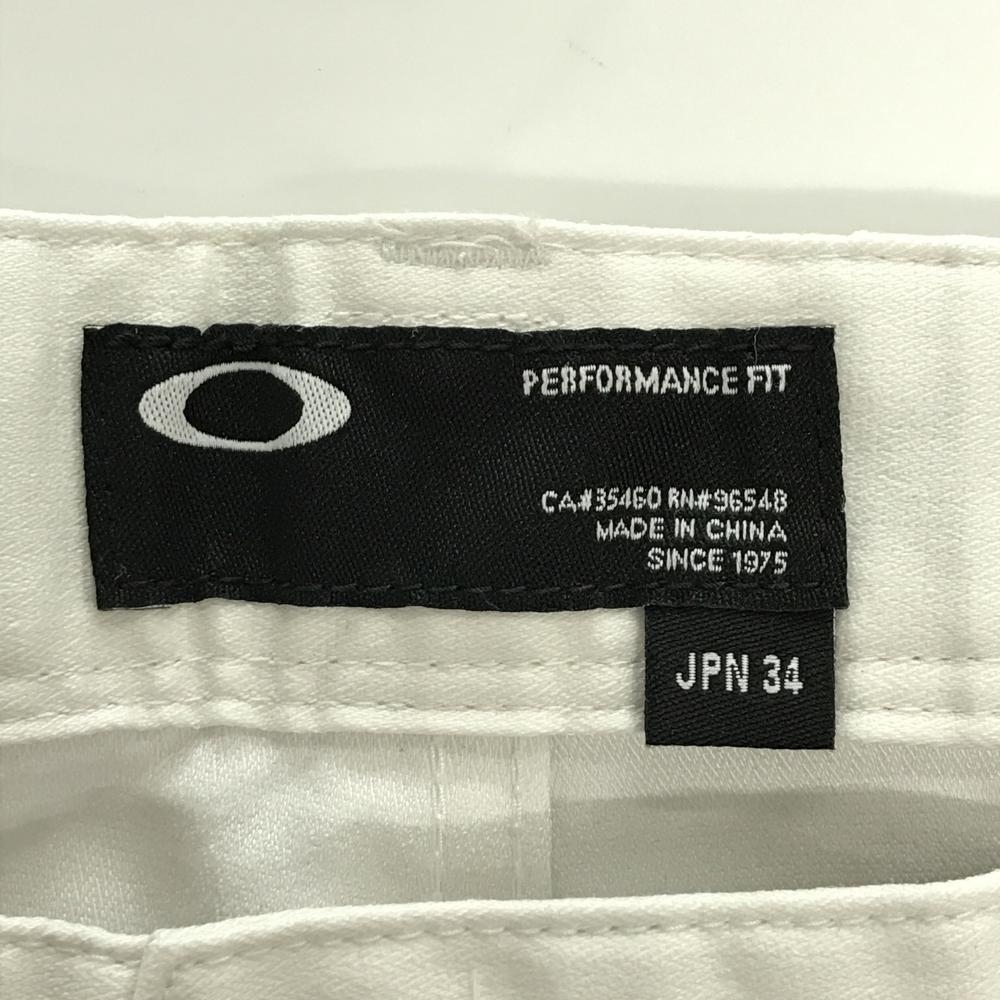 PERFORMANCE FIT
CA#35460 RN#96548
MADE IN CHINA
SINCE 1975
JPN 34